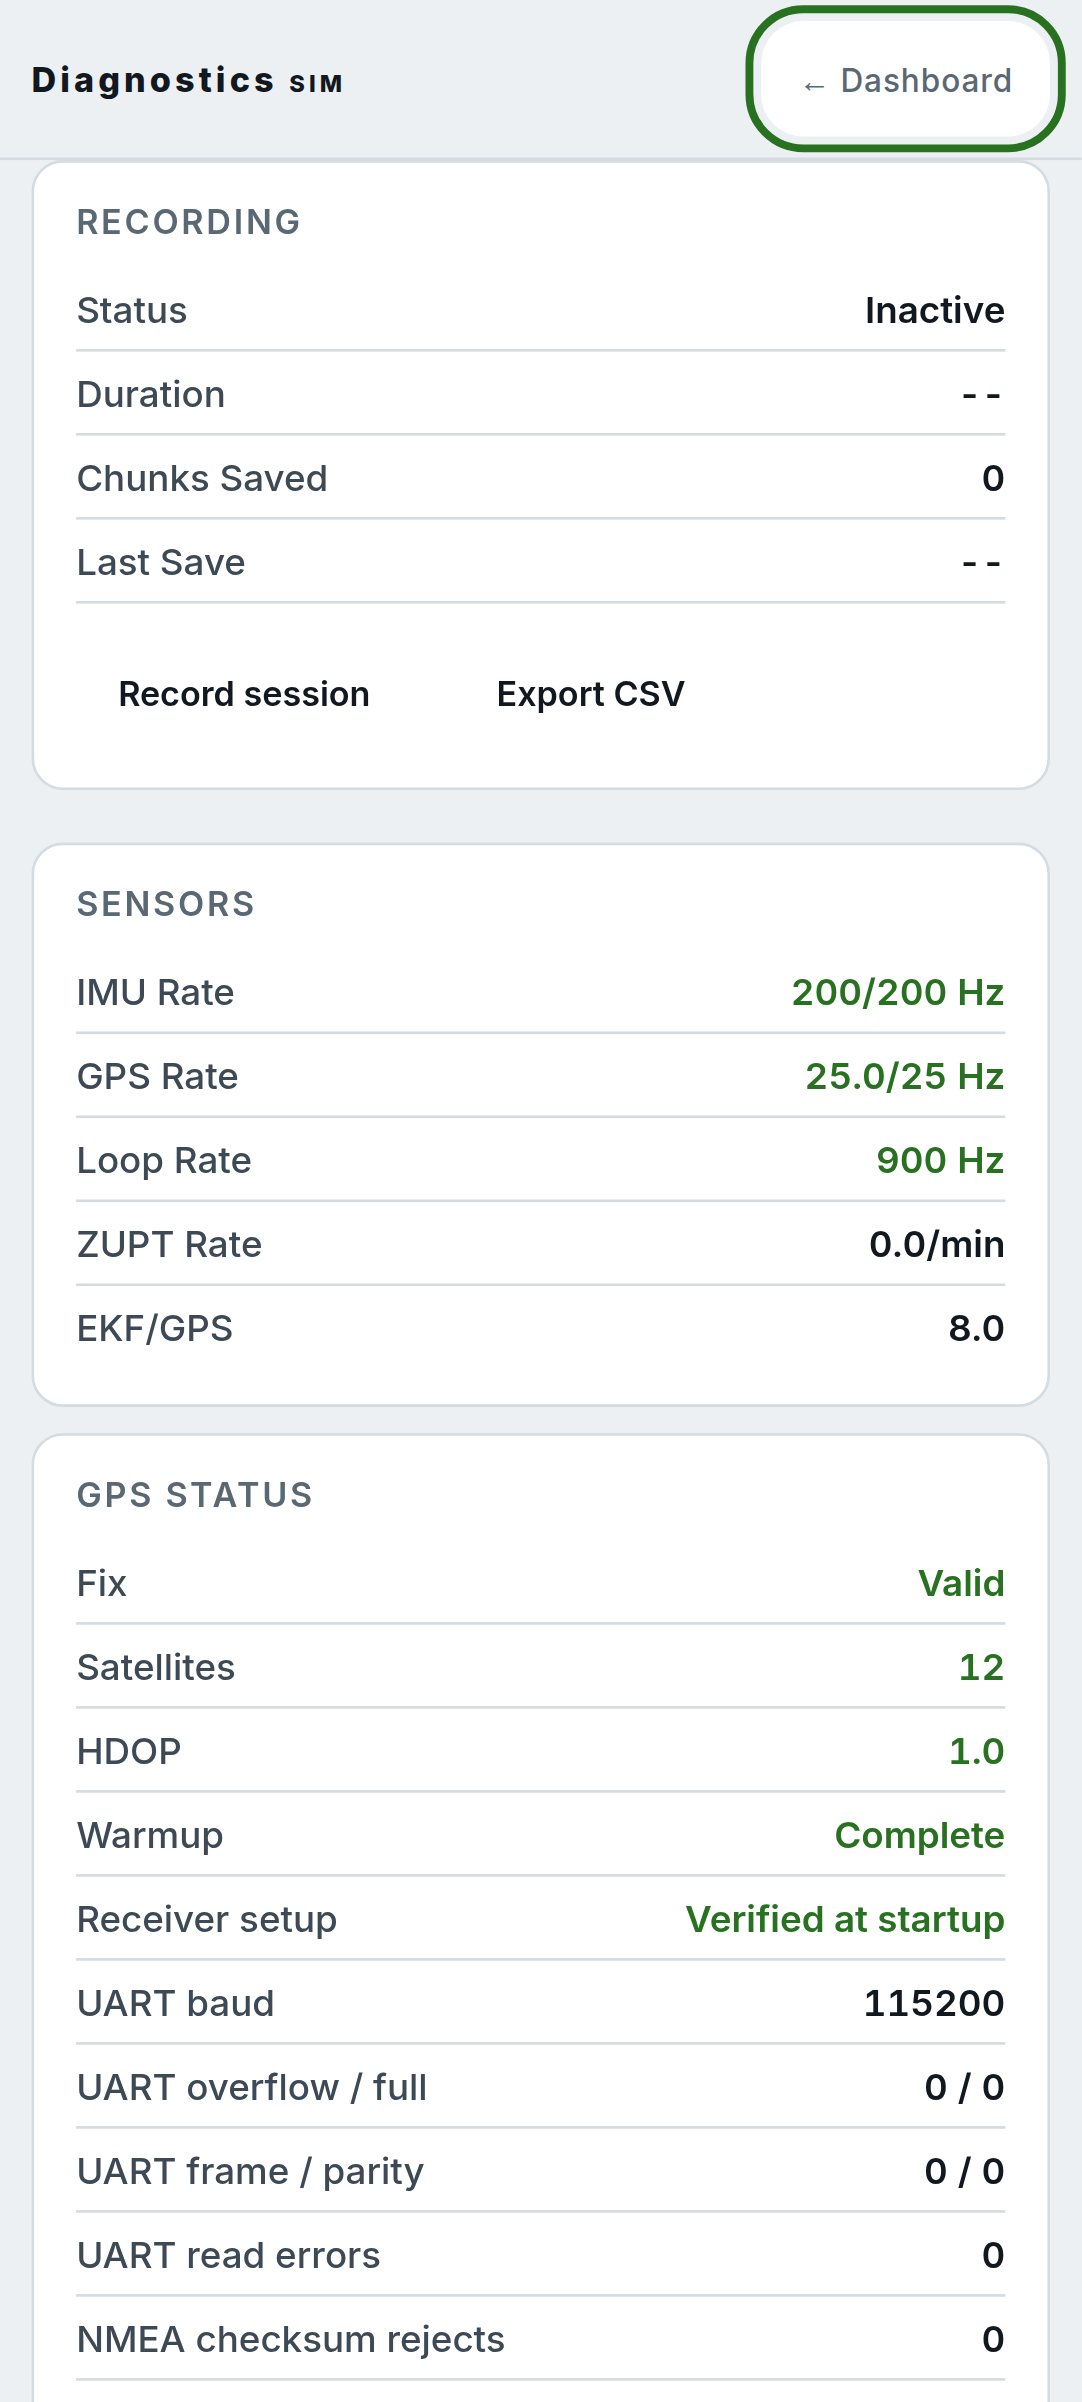 Diagnostics SIM
← Dashboard
RECORDING
Status Inactive
Duration --
Chunks Saved 0
Last Save --
Record session Export CSV
SENSORS
IMU Rate 200/200 Hz
GPS Rate 25.0/25 Hz
Loop Rate 900 Hz
ZUPT Rate 0.0/min
EKF/GPS 8.0
GPS STATUS
Fix Valid
Satellites 12
HDOP 1.0
Warmup Complete
Receiver setup Verified at startup
UART baud 115200
UART overflow / full 0 / 0
UART frame / parity 0 / 0
UART read errors 0
NMEA checksum rejects 0